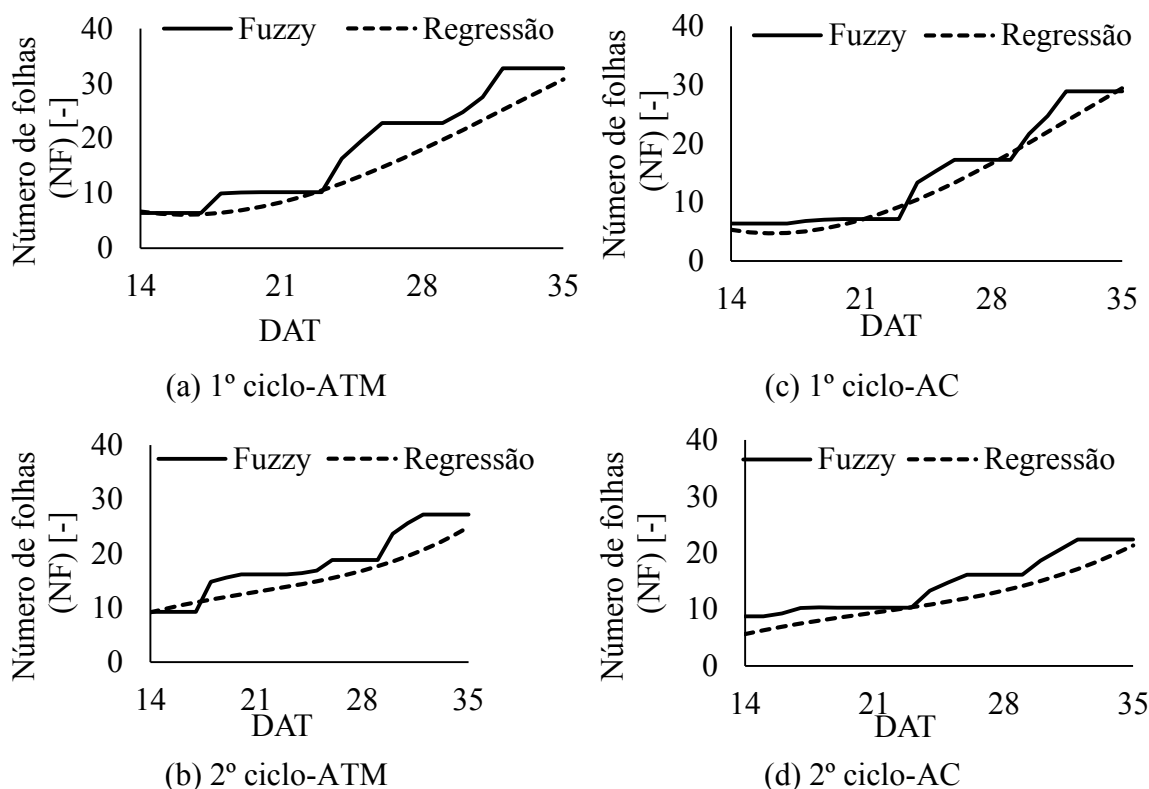 Número de folhas
(NF) [-]
40
30
20
10
0
Fuzzy
Regressão
14
21
28
35
DAT
(a) 1º ciclo-ATM
Número de folhas
(NF) [-]
40
30
20
10
0
Fuzzy
Regressão
14
21
28
35
DAT
(c) 1º ciclo-AC
Número de folhas
(NF) [-]
40
30
20
10
0
Fuzzy
Regressão
14
21
28
35
DAT
(b) 2º ciclo-ATM
Número de folhas
(NF) [-]
40
30
20
10
0
Fuzzy
Regressão
14
21
28
35
DAT
(d) 2º ciclo-AC